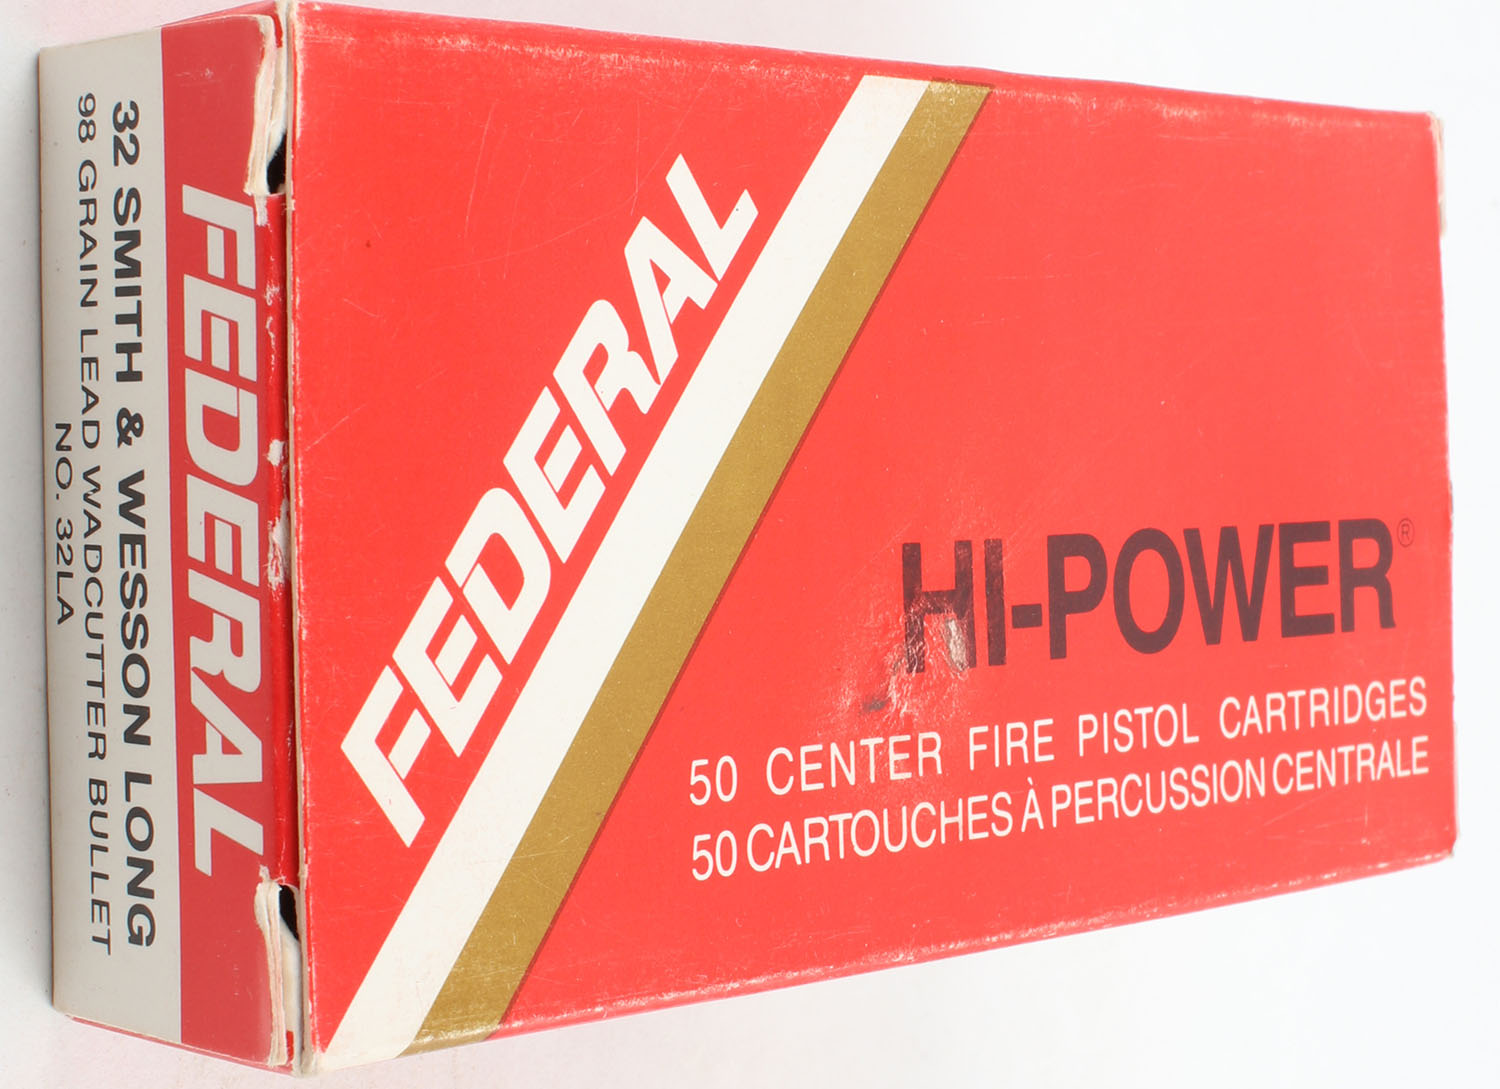 FEDERAL
HI-POWER®
50 CENTER FIRE PISTOL CARTRIDGES
50 CARTOUCHES À PERCUSSION CENTRALE
FEDERAL
32 SMITH & WESSON LONG
98 GRAIN LEAD WADCUTTER BULLET
NO. 32LA